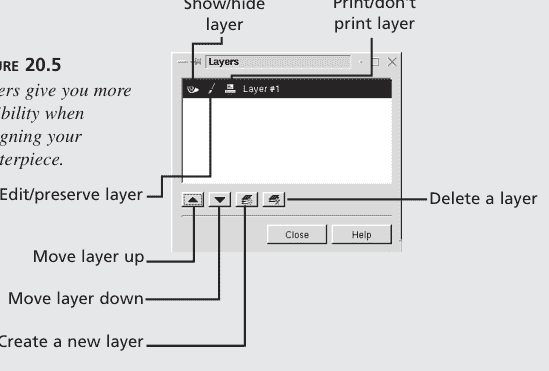 Show/hide
layer
Print/don't
print layer
URE 20.5
ers give you more
ibility when
gning your
terpiece.
Layers
Layer #1
Edit/preserve layer
Delete a layer
Close
Help
Move layer up
Move layer down
Create a new layer